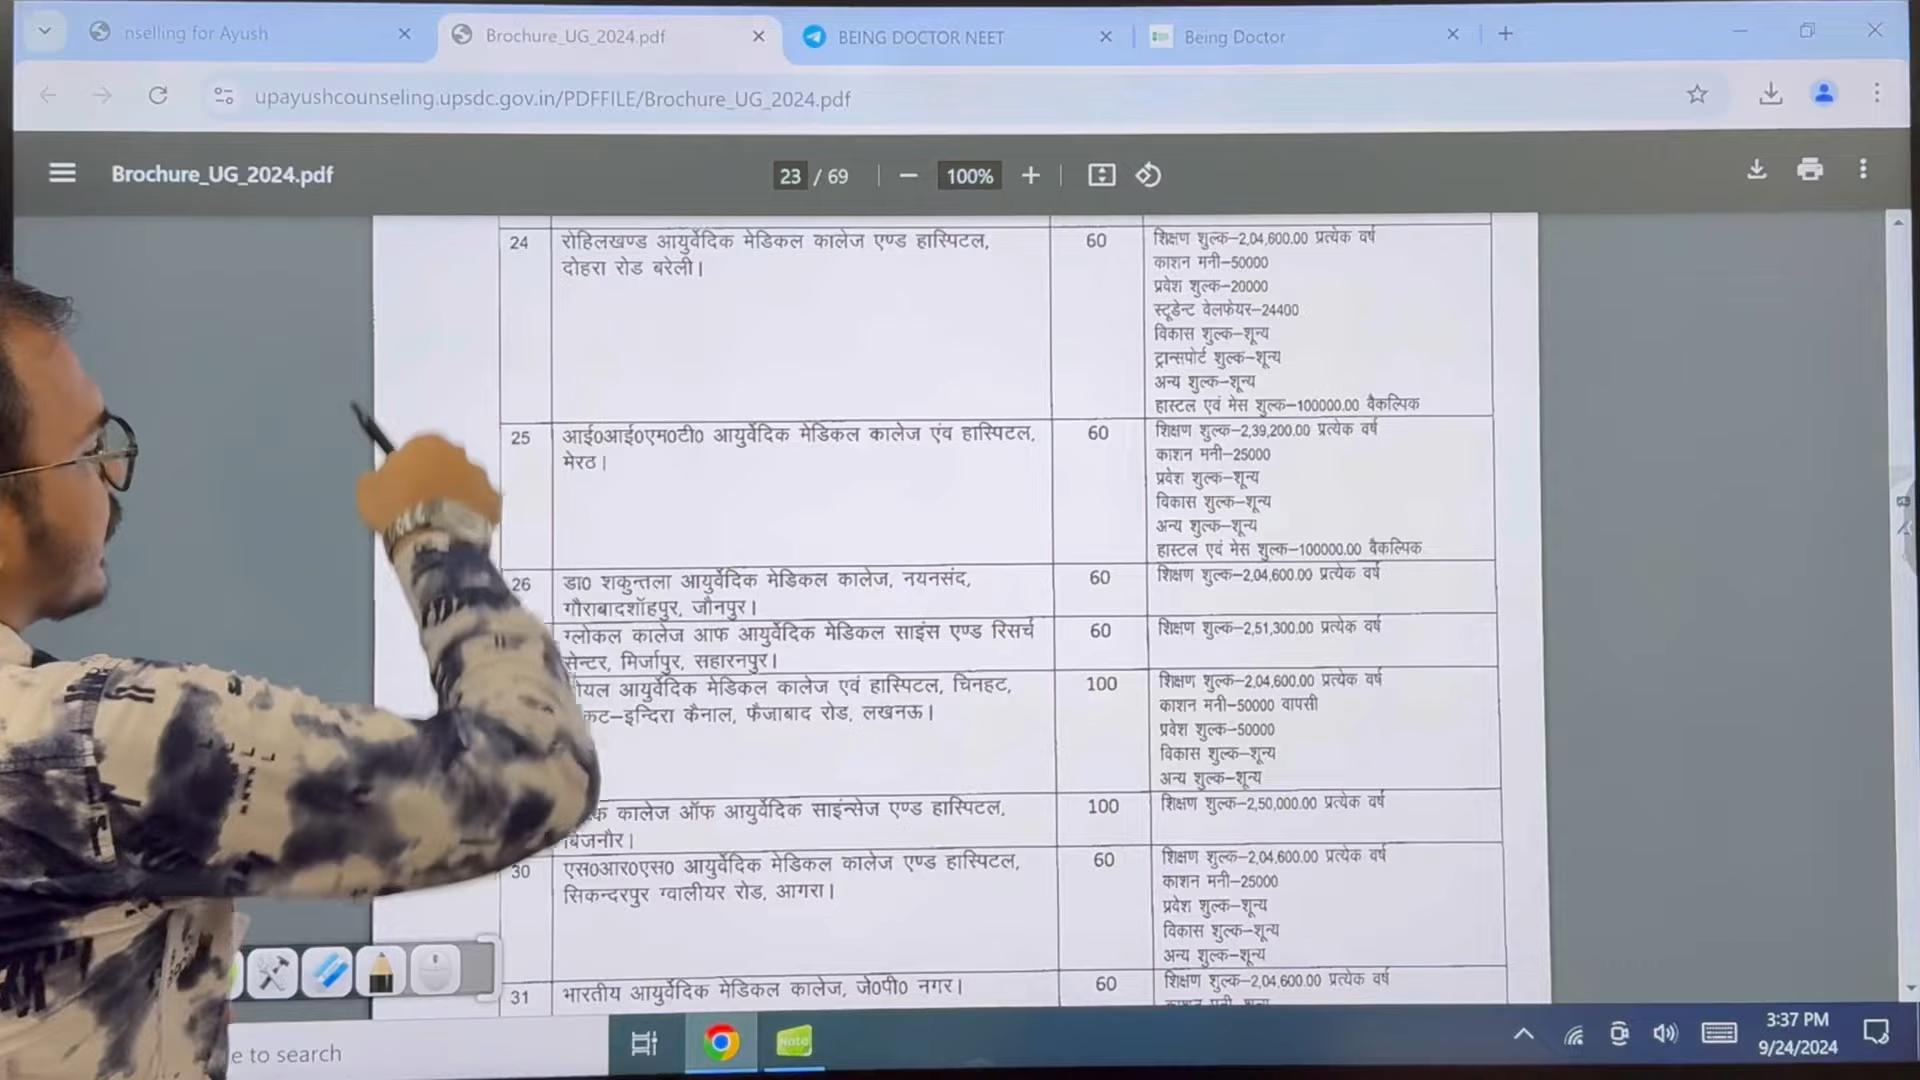 nselling for Ayush
Brochure_UG_2024.pdf
BEING DOCTOR NEET
Being Doctor
upayushcounseling.upsdc.gov.in/PDFFILE/Brochure_UG_2024.pdf
Brochure_UG_2024.pdf
23 / 69
100%
24 रोहिलखण्ड आयुर्वेदिक मेडिकल कालेज एण्ड हास्पिटल, 60 शिक्षण शुल्क–2,04,600.00 प्रत्येक वर्ष
दोहरा रोड बरेली।
काशन मनी–50000
प्रवेश शुल्क–20000
स्टूडेन्ट वेलफेयर–24400
विकास शुल्क–शून्य
ट्रान्सपोर्ट शुल्क–शून्य
अन्य शुल्क–शून्य
हास्टल एवं मेस शुल्क–100000.00 वैकल्पिक
25 आई0आई0एम0टी0 आयुर्वेदिक मेडिकल कालेज एंव हास्पिटल, 60 शिक्षण शुल्क–2,39,200.00 प्रत्येक वर्ष
मेरठ।
काशन मनी–25000
प्रवेश शुल्क–शून्य
विकास शुल्क–शून्य
अन्य शुल्क–शून्य
हास्टल एवं मेस शुल्क–100000.00 वैकल्पिक
26 डा0 शकुन्तला आयुर्वेदिक मेडिकल कालेज, नयनसंद, 60 शिक्षण शुल्क–2,04,600.00 प्रत्येक वर्ष
गौराबादशॉहपुर, जौनपुर।
ग्लोकल कालेज आफ आयुर्वेदिक मेडिकल साइंस एण्ड रिसर्च 60 शिक्षण शुल्क–2,51,300.00 प्रत्येक वर्ष
सेन्टर, मिर्जापुर, सहारनपुर।
आयुर्वेदिक मेडिकल कालेज एवं हास्पिटल, चिनहट, 100 शिक्षण शुल्क–2,04,600.00 प्रत्येक वर्ष
इन्दिरा कैनाल, फैजाबाद रोड, लखनऊ।
काशन मनी–50000 वापसी
प्रवेश शुल्क–50000
विकास शुल्क–शून्य
अन्य शुल्क–शून्य
कालेज ऑफ आयुर्वेदिक साइंन्सेज एण्ड हास्पिटल, 100 शिक्षण शुल्क–2,50,000.00 प्रत्येक वर्ष
बिजनौर।
30 एस0आर0एस0 आयुर्वेदिक मेडिकल कालेज एण्ड हास्पिटल, 60 शिक्षण शुल्क–2,04,600.00 प्रत्येक वर्ष
सिकन्दरपुर ग्वालीयर रोड, आगरा।
काशन मनी–25000
प्रवेश शुल्क–शून्य
विकास शुल्क–शून्य
अन्य शुल्क–शून्य
31 भारतीय आयुर्वेदिक मेडिकल कालेज, जे0पी0 नगर। 60 शिक्षण शुल्क–2,04,600.00 प्रत्येक वर्ष
e to search
Note
3:37 PM
9/24/2024